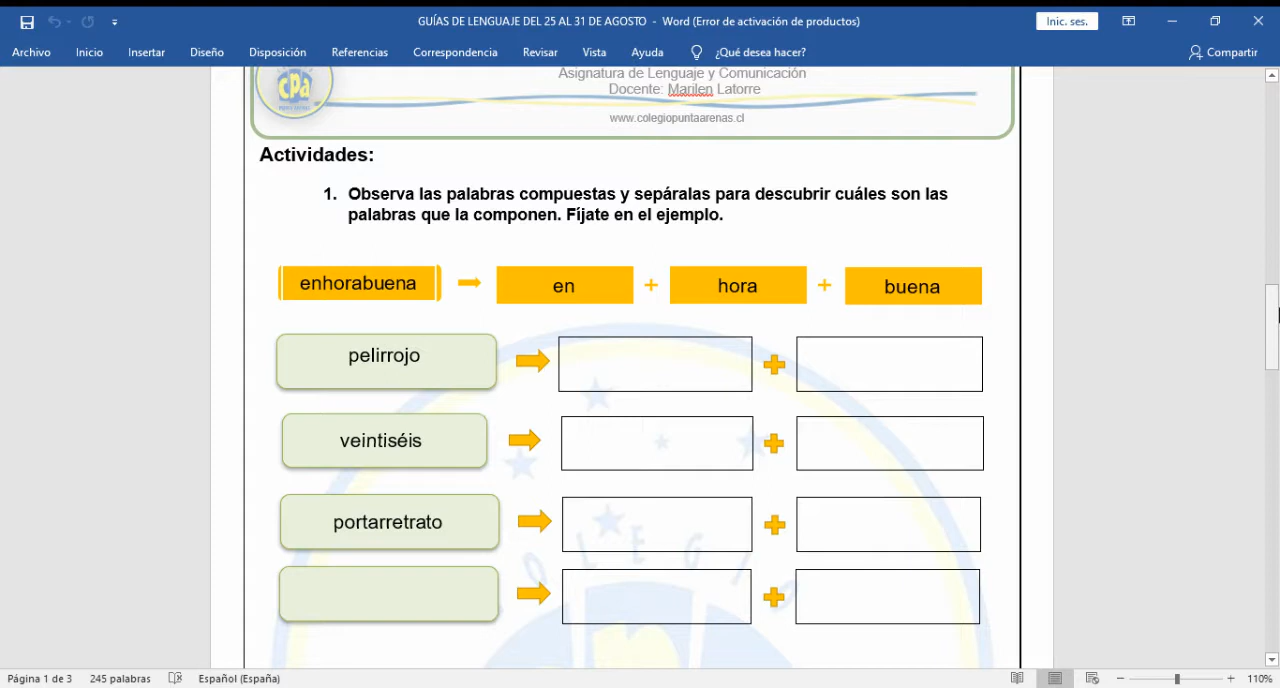 GUÍAS DE LENGUAJE DEL 25 AL 31 DE AGOSTO - Word (Error de activación de productos)
Inic. ses.
Archivo Inicio Insertar Diseño Disposición Referencias Correspondencia Revisar Vista Ayuda ¿Qué desea hacer? Compartir
cpa
Asignatura de Lenguaje y Comunicación
Docente: Marilen Latorre
www.colegiopuntaarenas.cl
Actividades:
1. Observa las palabras compuestas y sepáralas para descubrir cuáles son las
palabras que la componen. Fíjate en el ejemplo.
enhorabuena en + hora + buena
pelirrojo
veintiséis
portarretrato
COLEGIO
Página 1 de 3 245 palabras Español (España) 110%